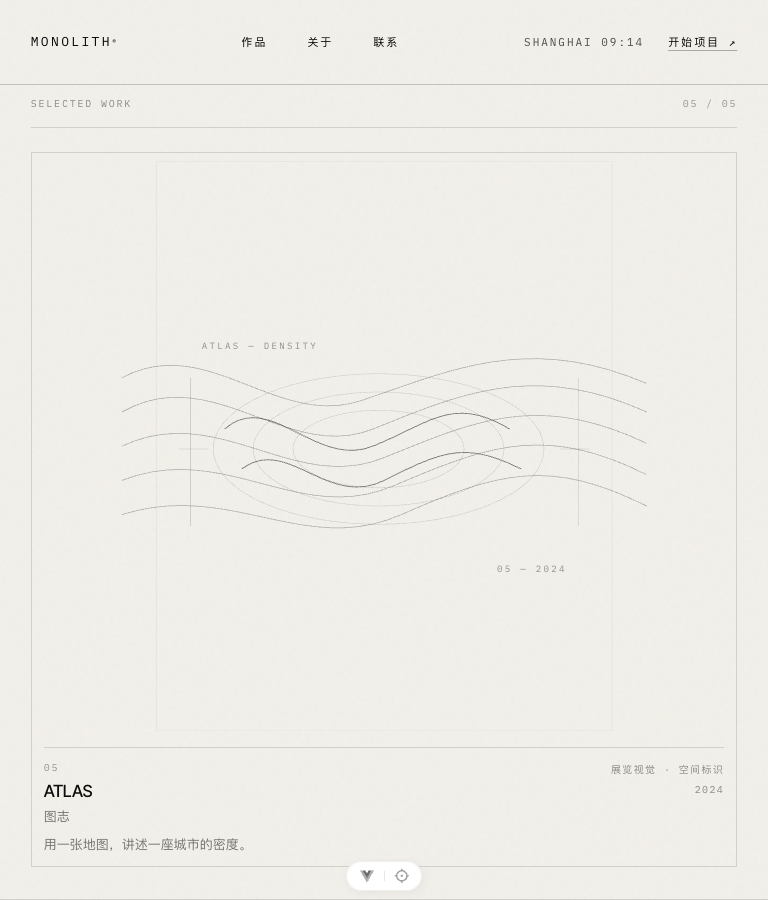 MONOLITH®
作品
关于
联系
SHANGHAI 09:14
开始项目 ↗
SELECTED WORK
05 / 05
ATLAS — DENSITY
05 — 2024
05
展览视觉 · 空间标识
ATLAS
2024
图志
用一张地图，讲述一座城市的密度。